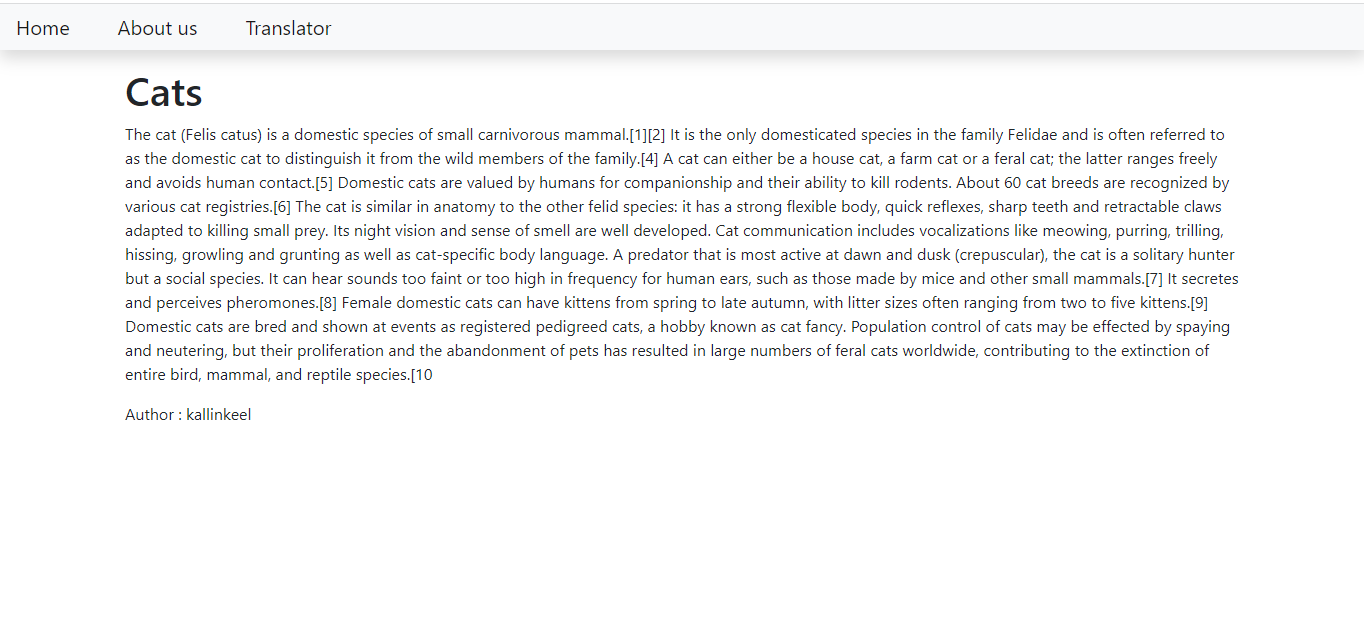 Home About us Translator
Cats
The cat (Felis catus) is a domestic species of small carnivorous mammal.[1][2] It is the only domesticated species in the family Felidae and is often referred to
as the domestic cat to distinguish it from the wild members of the family.[4] A cat can either be a house cat, a farm cat or a feral cat; the latter ranges freely
and avoids human contact.[5] Domestic cats are valued by humans for companionship and their ability to kill rodents. About 60 cat breeds are recognized by
various cat registries.[6] The cat is similar in anatomy to the other felid species: it has a strong flexible body, quick reflexes, sharp teeth and retractable claws
adapted to killing small prey. Its night vision and sense of smell are well developed. Cat communication includes vocalizations like meowing, purring, trilling,
hissing, growling and grunting as well as cat-specific body language. A predator that is most active at dawn and dusk (crepuscular), the cat is a solitary hunter
but a social species. It can hear sounds too faint or too high in frequency for human ears, such as those made by mice and other small mammals.[7] It secretes
and perceives pheromones.[8] Female domestic cats can have kittens from spring to late autumn, with litter sizes often ranging from two to five kittens.[9]
Domestic cats are bred and shown at events as registered pedigreed cats, a hobby known as cat fancy. Population control of cats may be effected by spaying
and neutering, but their proliferation and the abandonment of pets has resulted in large numbers of feral cats worldwide, contributing to the extinction of
entire bird, mammal, and reptile species.[10
Author : kallinkeel